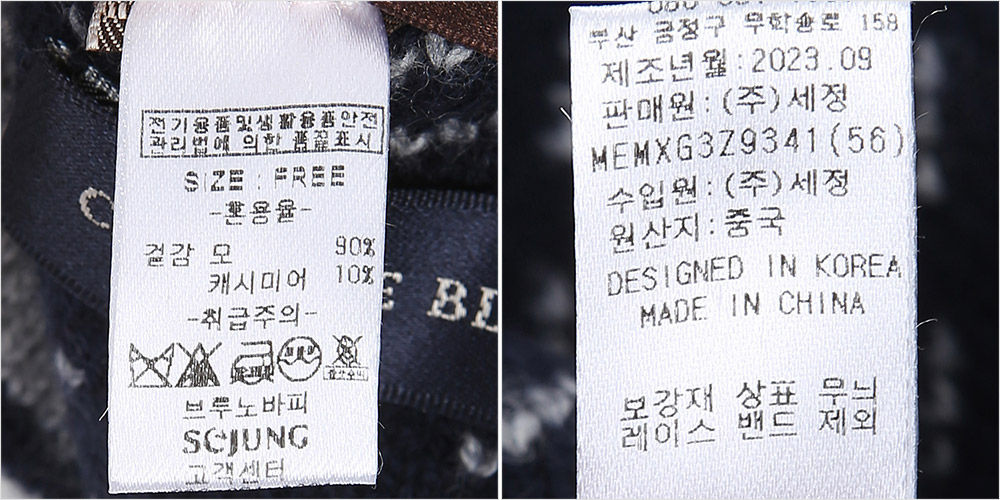 전기용품및생활용품안전
관리법에 의한 품질표시
SIZE : FREE
-혼용율-
겉감 모 90%
캐시미어 10%
-취급주의-
브루노바피
SEJUNG
고객센터
BL
부산 금정구 무학송로 158
제조년월:2023.09
판매원:(주)세정
MEMXG3Z9341(56)
수입원:(주)세정
원산지:중국
DESIGNED IN KOREA
MADE IN CHINA
보강재 상표 무늬
레이스 밴드 제외